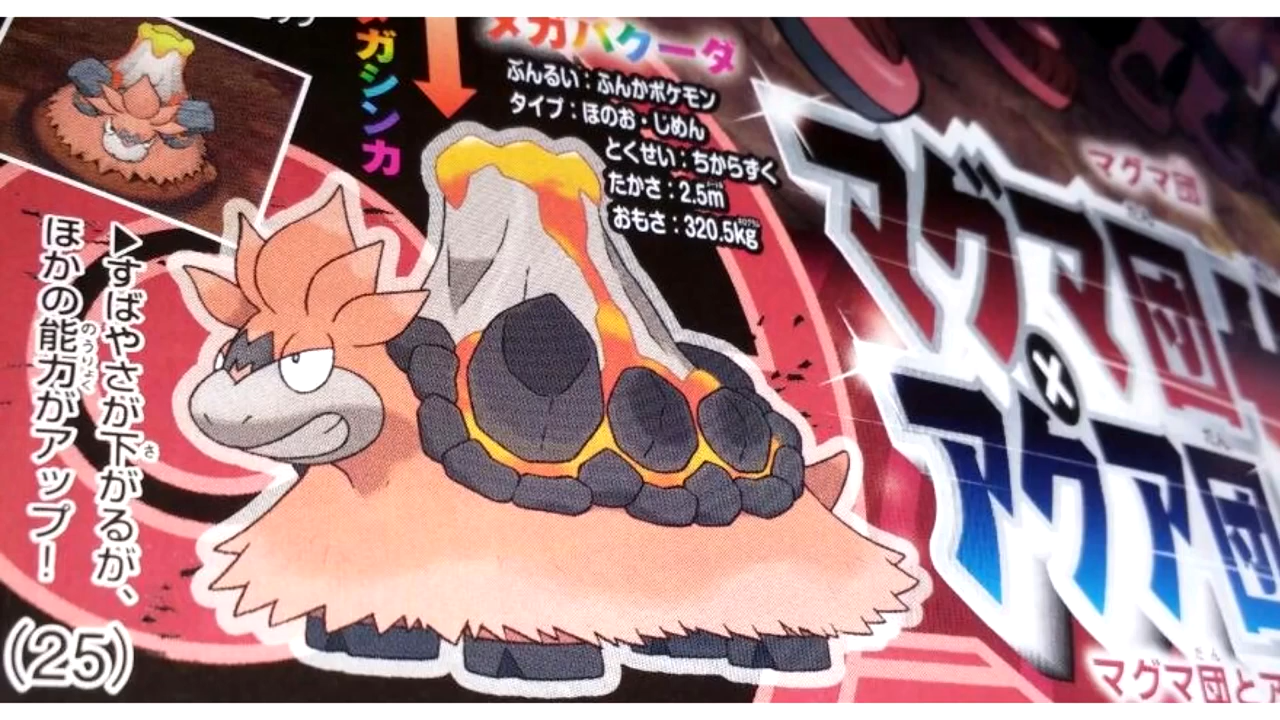 ガシンカ
メガバクーダ
ぶんるい：ふんかポケモン
タイプ：ほのお・じめん
とくせい：ちからずく
たかさ：2.5m
おもさ：320.5kg
▶すばやさが下がるが、
ほかの能力がアップ！
(25)
マグマ団
マグマ団
×
アクア団
マグマ団とア